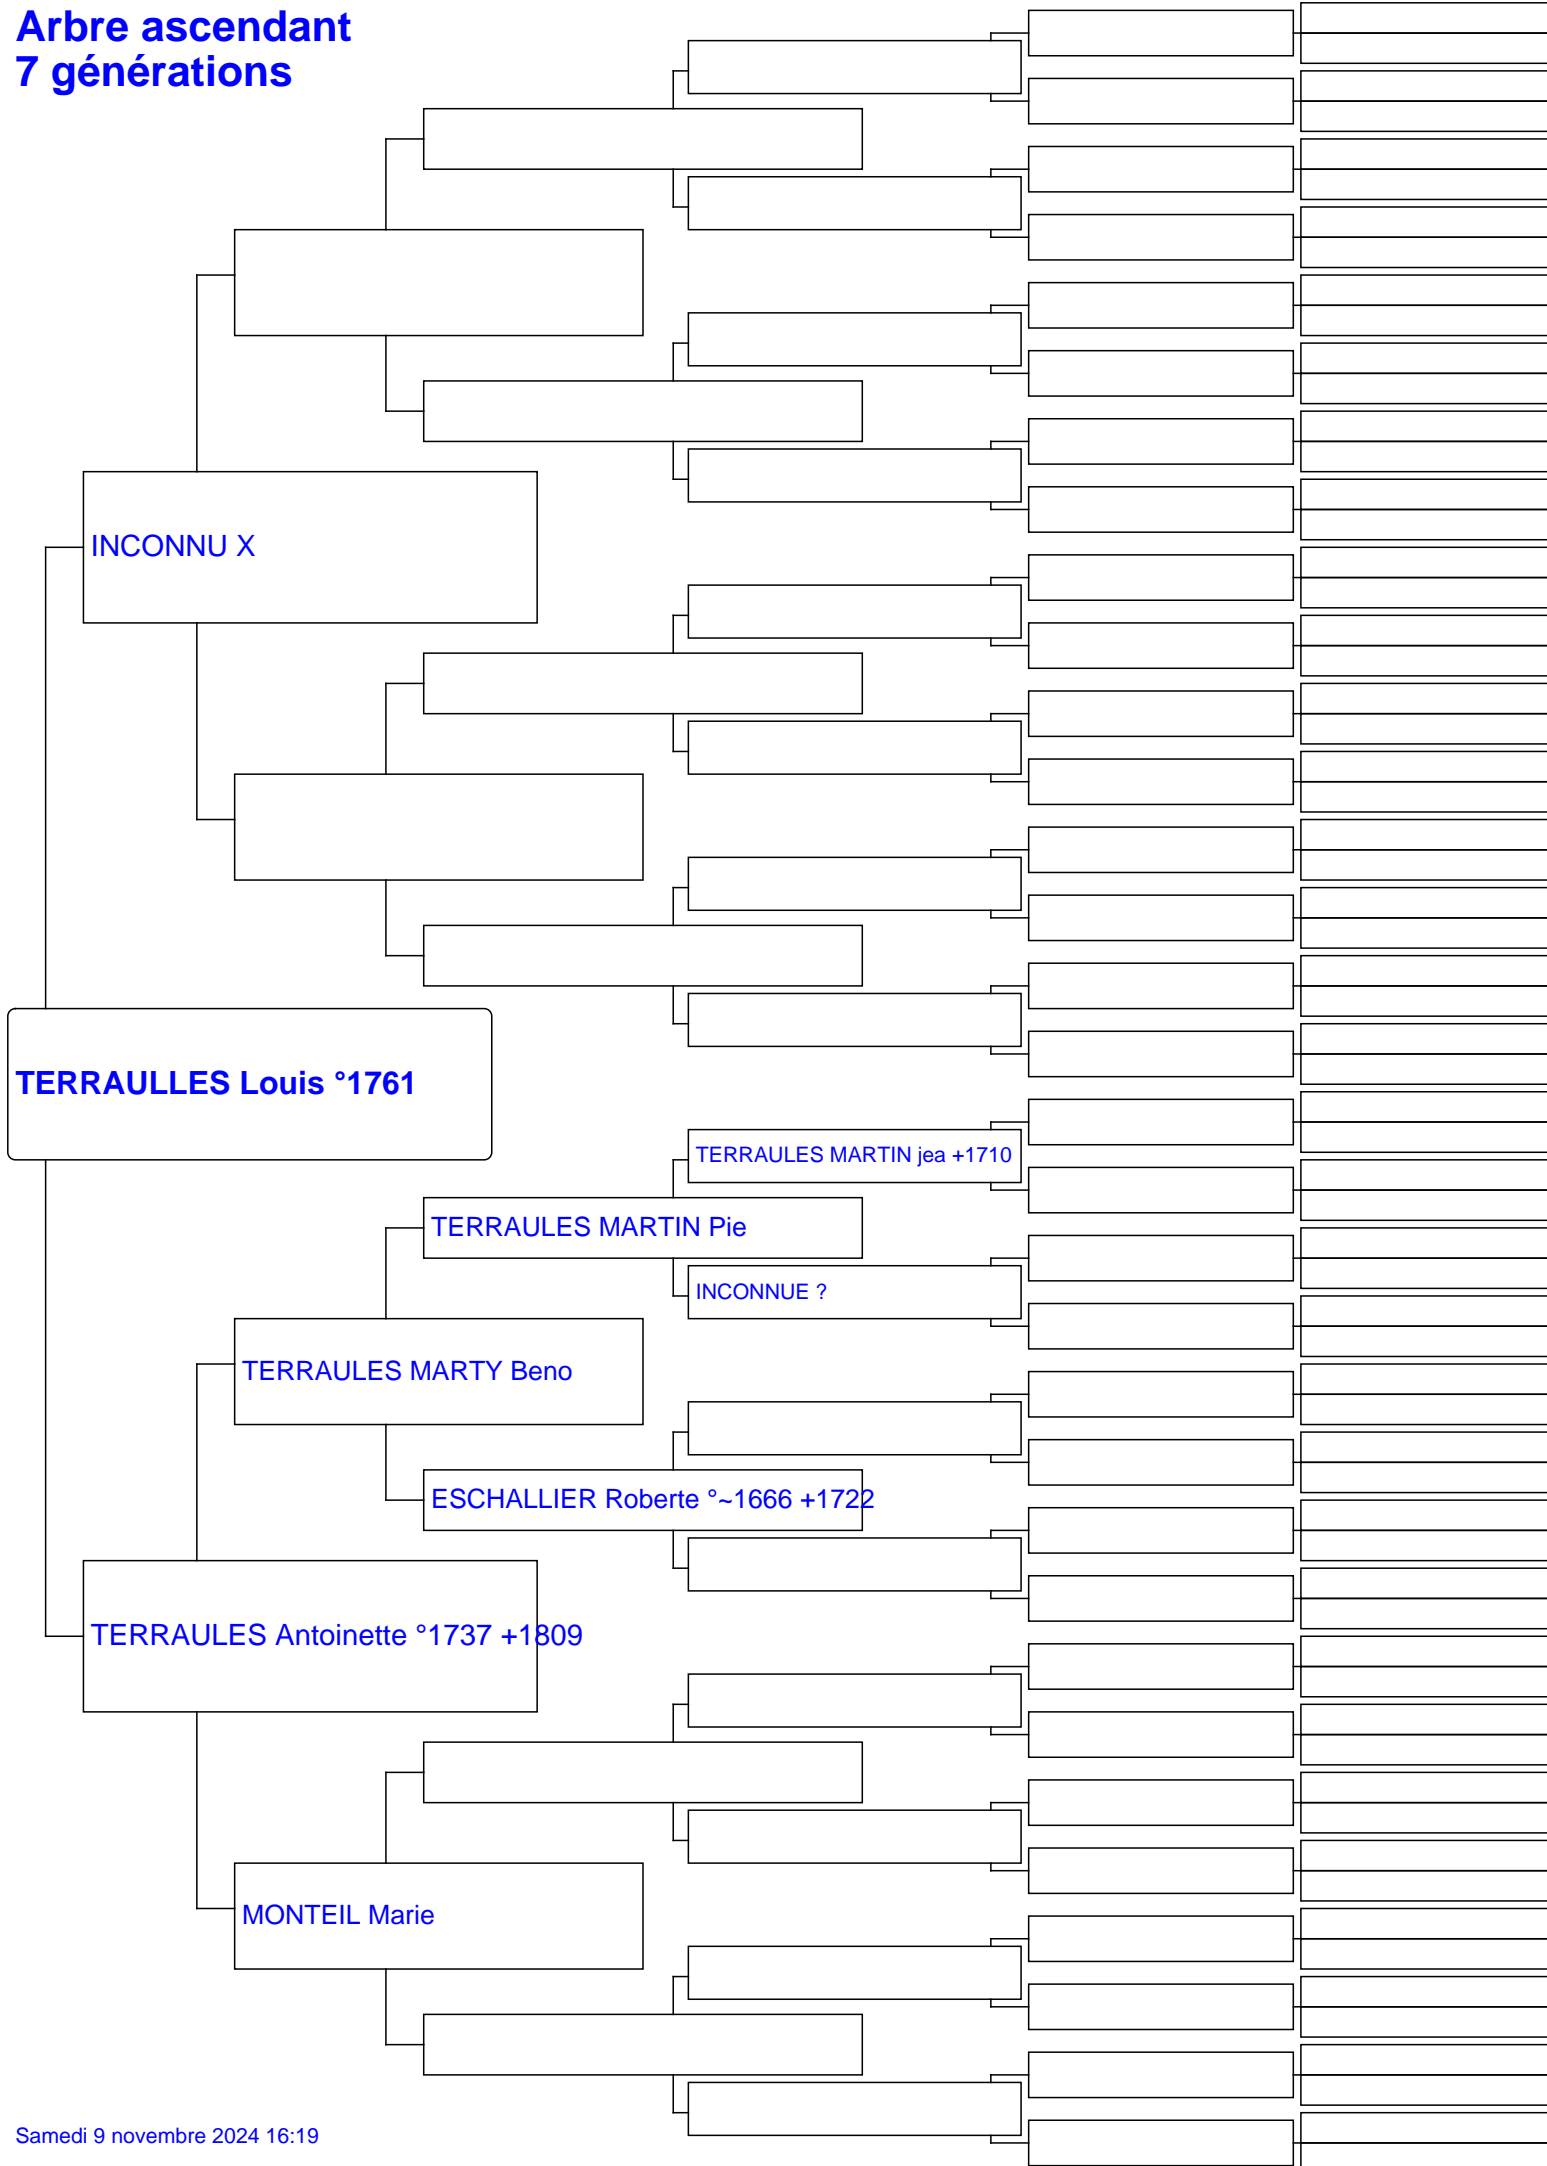 Arbre ascendant
7 générations
INCONNU X
TERRAULLES Louis °1761
TERRAULES MARTIN jea +1710
TERRAULES MARTIN Pie
INCONNUE ?
TERRAULES MARTY Beno
ESCHALLIER Roberte °~1666 +1722
TERRAULES Antoinette °1737 +1809
MONTEIL Marie
Samedi 9 novembre 2024 16:19